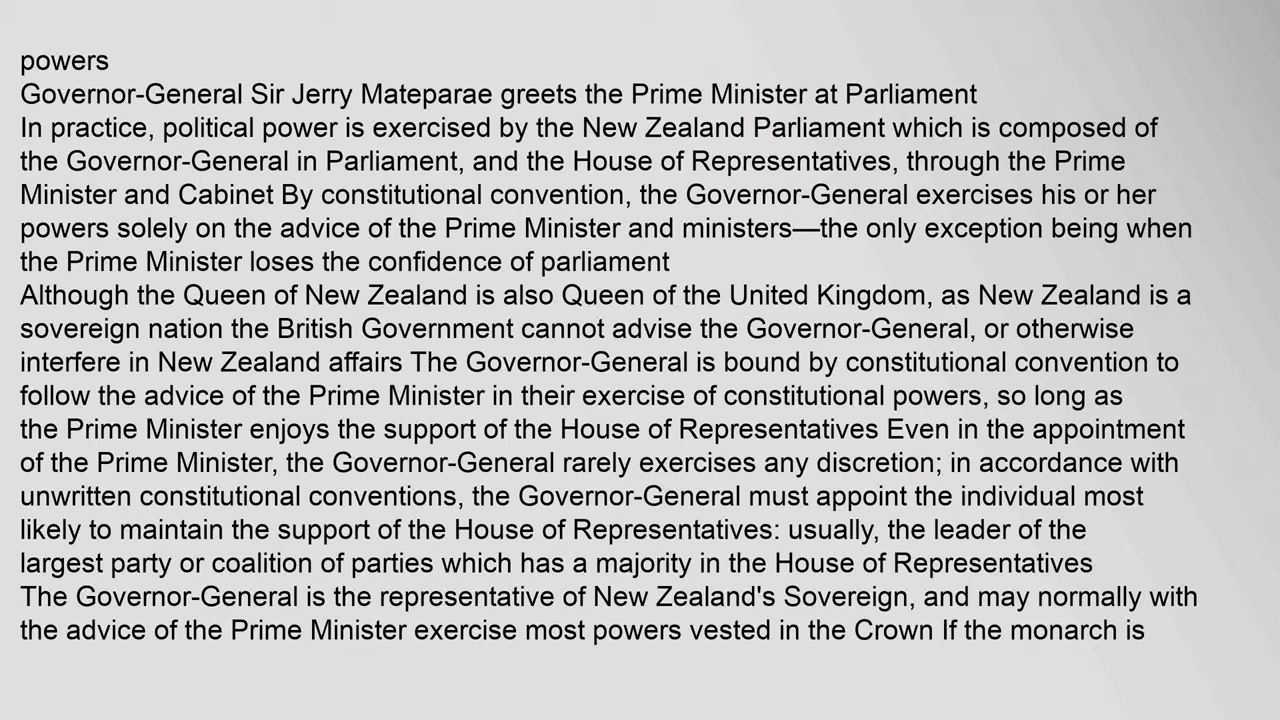 powers
Governor-General Sir Jerry Mateparae greets the Prime Minister at Parliament
In practice, political power is exercised by the New Zealand Parliament which is composed of
the Governor-General in Parliament, and the House of Representatives, through the Prime
Minister and Cabinet By constitutional convention, the Governor-General exercises his or her
powers solely on the advice of the Prime Minister and ministers—the only exception being when
the Prime Minister loses the confidence of parliament
Although the Queen of New Zealand is also Queen of the United Kingdom, as New Zealand is a
sovereign nation the British Government cannot advise the Governor-General, or otherwise
interfere in New Zealand affairs The Governor-General is bound by constitutional convention to
follow the advice of the Prime Minister in their exercise of constitutional powers, so long as
the Prime Minister enjoys the support of the House of Representatives Even in the appointment
of the Prime Minister, the Governor-General rarely exercises any discretion; in accordance with
unwritten constitutional conventions, the Governor-General must appoint the individual most
likely to maintain the support of the House of Representatives: usually, the leader of the
largest party or coalition of parties which has a majority in the House of Representatives
The Governor-General is the representative of New Zealand's Sovereign, and may normally with
the advice of the Prime Minister exercise most powers vested in the Crown If the monarch is